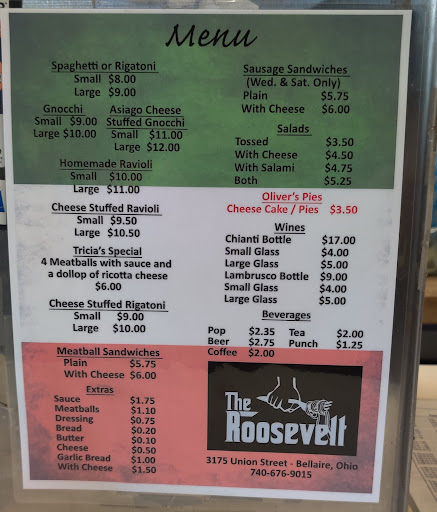 Menu
Spaghetti or Rigatoni
Small $8.00
Large $9.00
Gnocchi
Small $9.00
Large $10.00
Asiago Cheese
Stuffed Gnocchi
Small $11.00
Large $12.00
Homemade Ravioli
Small $10.00
Large $11.00
Cheese Stuffed Ravioli
Small $9.50
Large $10.50
Tricia's Special
4 Meatballs with sauce and
a dollop of ricotta cheese
$6.00
Cheese Stuffed Rigatoni
Small $9.00
Large $10.00
Meatball Sandwiches
Plain $5.75
With Cheese $6.00
Extras
Sauce $1.75
Meatballs $1.10
Dressing $0.75
Bread $0.20
Butter $0.10
Cheese $0.50
Garlic Bread $1.00
With Cheese $1.50
Sausage Sandwiches
(Wed. & Sat. Only)
Plain $5.75
With Cheese $6.00
Salads
Tossed $3.50
With Cheese $4.50
With Salami $4.75
Both $5.25
Oliver's Pies
Cheese Cake / Pies $3.50
Wines
Chianti Bottle $17.00
Small Glass $4.00
Large Glass $5.00
Lambrusco Bottle $9.00
Small Glass $4.00
Large Glass $5.00
Beverages
Pop $2.35 Tea $2.00
Beer $2.75 Punch $1.25
Coffee $2.00
The
Roosevelt
3175 Union Street - Bellaire, Ohio
740-676-9015